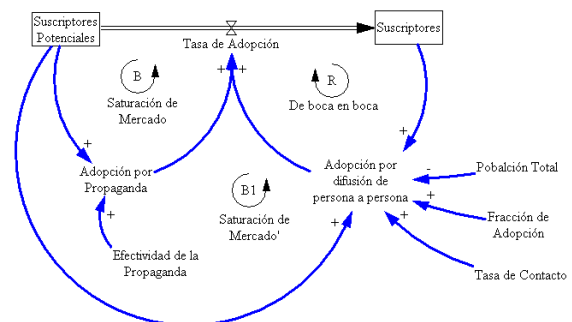 Suscriptores
Potenciales
Suscriptores
Tasa de Adopción
B
Saturación de
Mercado
R
De boca en boca
Adopción por
Propaganda
B1
Saturación de
Mercado'
Adopción por
difusión de
persona a persona
Pobalción Total
Fracción de
Adopción
Efectividad de la
Propaganda
Tasa de Contacto